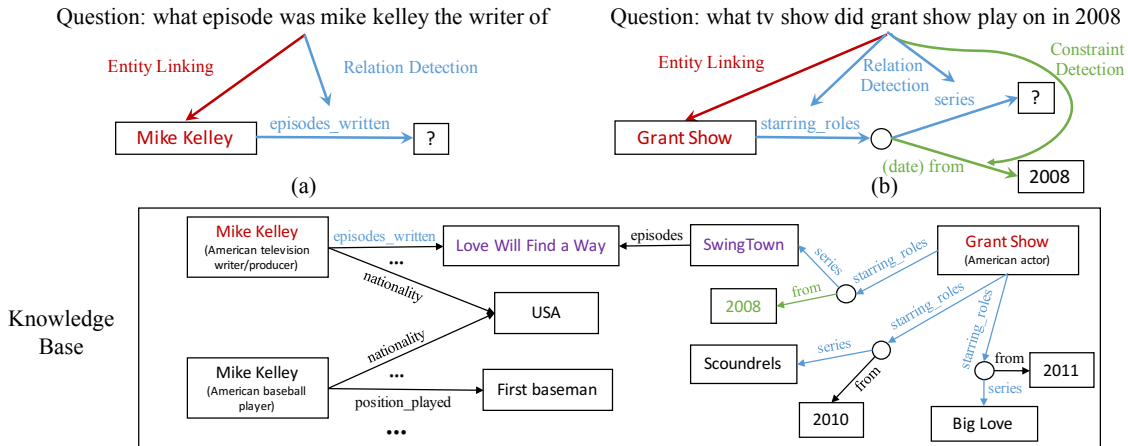 Question: what episode was mike kelley the writer of
Question: what tv show did grant show play on in 2008
Entity Linking
Relation Detection
Mike Kelley
episodes_written
?
(a)
Entity Linking
Relation
Detection
Constraint
Detection
series
?
Grant Show
starring_roles
(date) from
2008
(b)
Knowledge
Base
Mike Kelley
(American television
writer/producer)
episodes_written
...
Love Will Find a Way
episodes
SwingTown
series
starring_roles
Grant Show
(American actor)
nationality
USA
from
2008
starring_roles
starring_roles
nationality
Mike Kelley
(American baseball
player)
...
position_played
First baseman
...
Scoundrels
series
from
2010
from
2011
series
Big Love